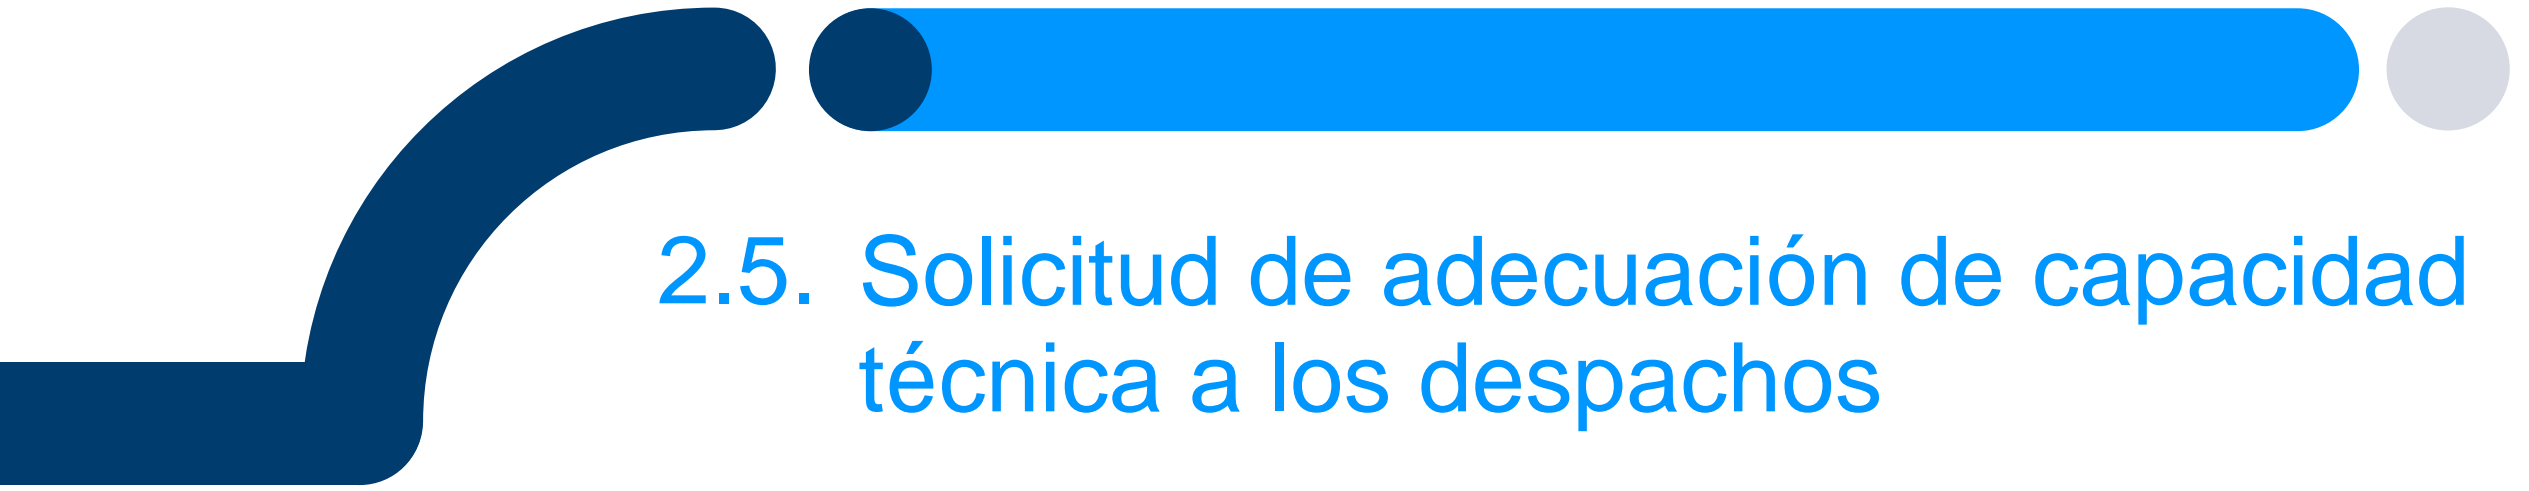 2.5. Solicitud de adecuación de capacidad
técnica a los despachos